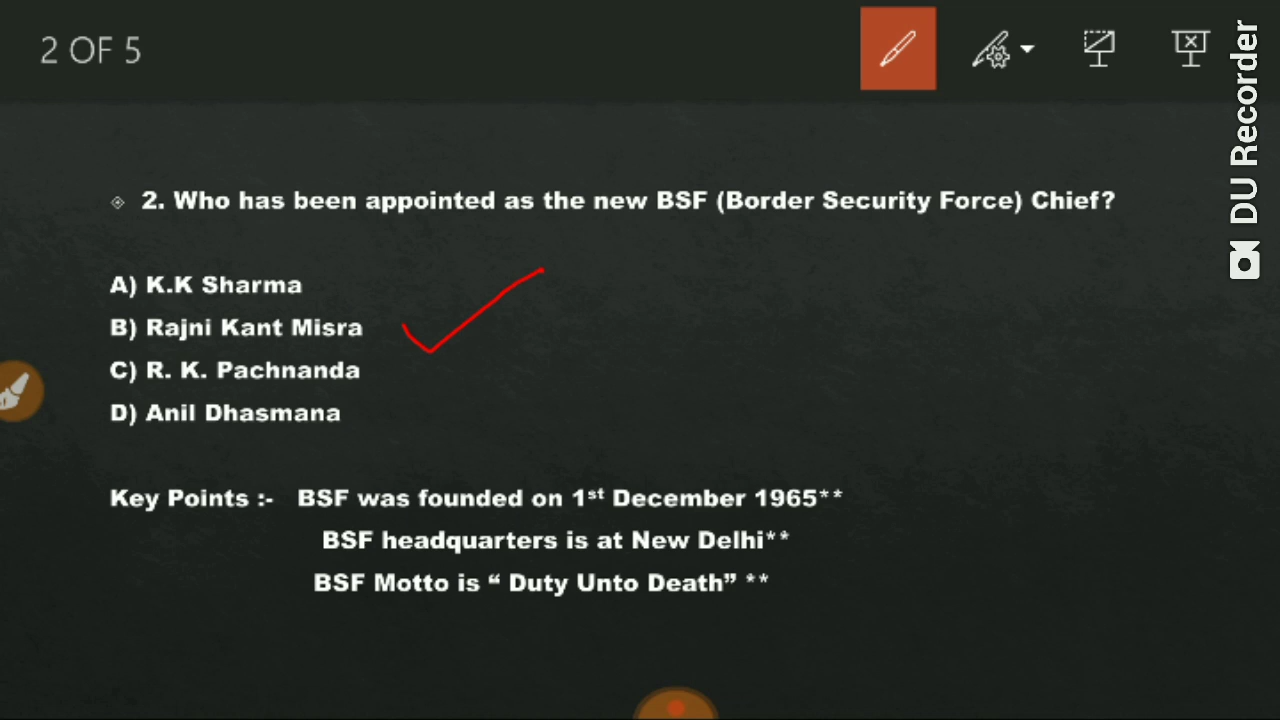 2 OF 5
DU Recorder
2. Who has been appointed as the new BSF (Border Security Force) Chief?
A) K.K Sharma
B) Rajni Kant Misra
C) R. K. Pachnanda
D) Anil Dhasmana
Key Points :- BSF was founded on 1st December 1965**
BSF headquarters is at New Delhi**
BSF Motto is “ Duty Unto Death” **